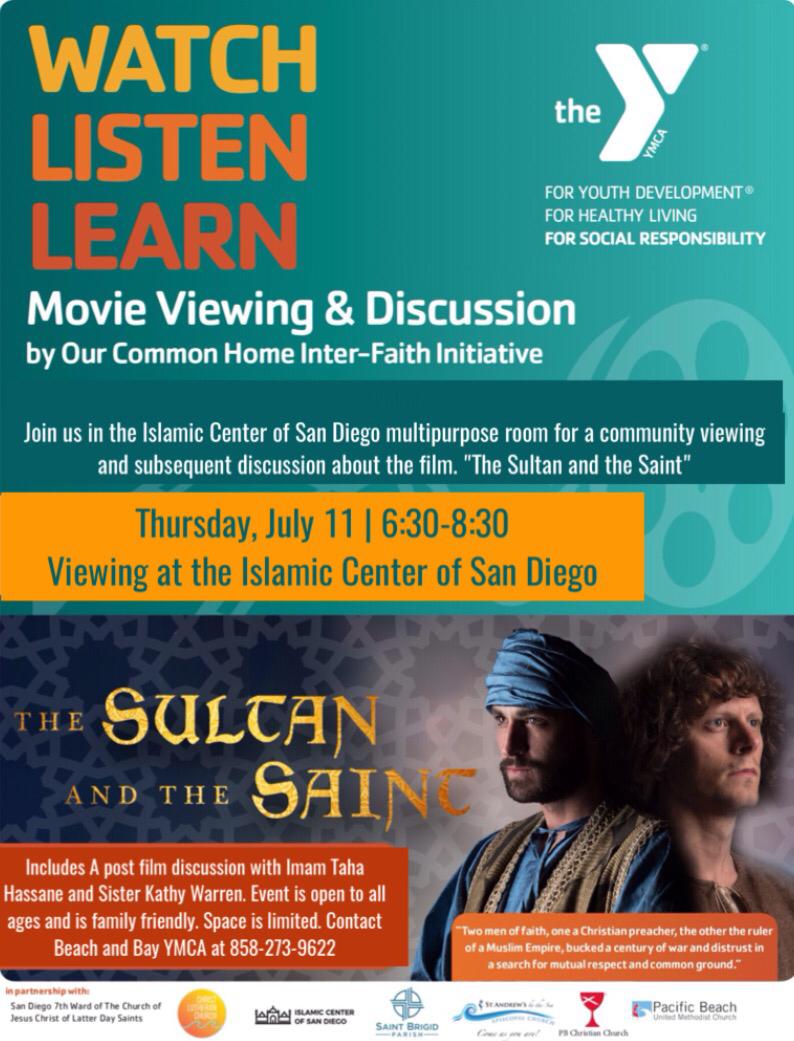 WATCH
LISTEN
LEARN
the
YMCA
FOR YOUTH DEVELOPMENT®
FOR HEALTHY LIVING
FOR SOCIAL RESPONSIBILITY
Movie Viewing & Discussion
by Our Common Home Inter-Faith Initiative
Join us in the Islamic Center of San Diego multipurpose room for a community viewing
and subsequent discussion about the film. "The Sultan and the Saint"
Thursday, July 11 | 6:30-8:30
Viewing at the Islamic Center of San Diego
THE SULTAN
AND THE SAINT
Includes A post film discussion with Imam Taha
Hassane and Sister Kathy Warren. Event is open to all
ages and is family friendly. Space is limited. Contact
Beach and Bay YMCA at 858-273-9622
"Two men of faith, one a Christian preacher, the other the ruler
of a Muslim Empire, bucked a century of war and distrust in
a search for mutual respect and common ground."
in partnership with:
San Diego 7th Ward of The Church of
Jesus Christ of Latter Day Saints
CHRIST
LUTHERAN
CHURCH
ISLAMIC CENTER
OF SAN DIEGO
SAINT BRIGID
PARISH
ST ANDREW'S by the Sea
EPISCOPAL CHURCH
Come as you are!
PB Christian Church
Pacific Beach
United Methodist Church